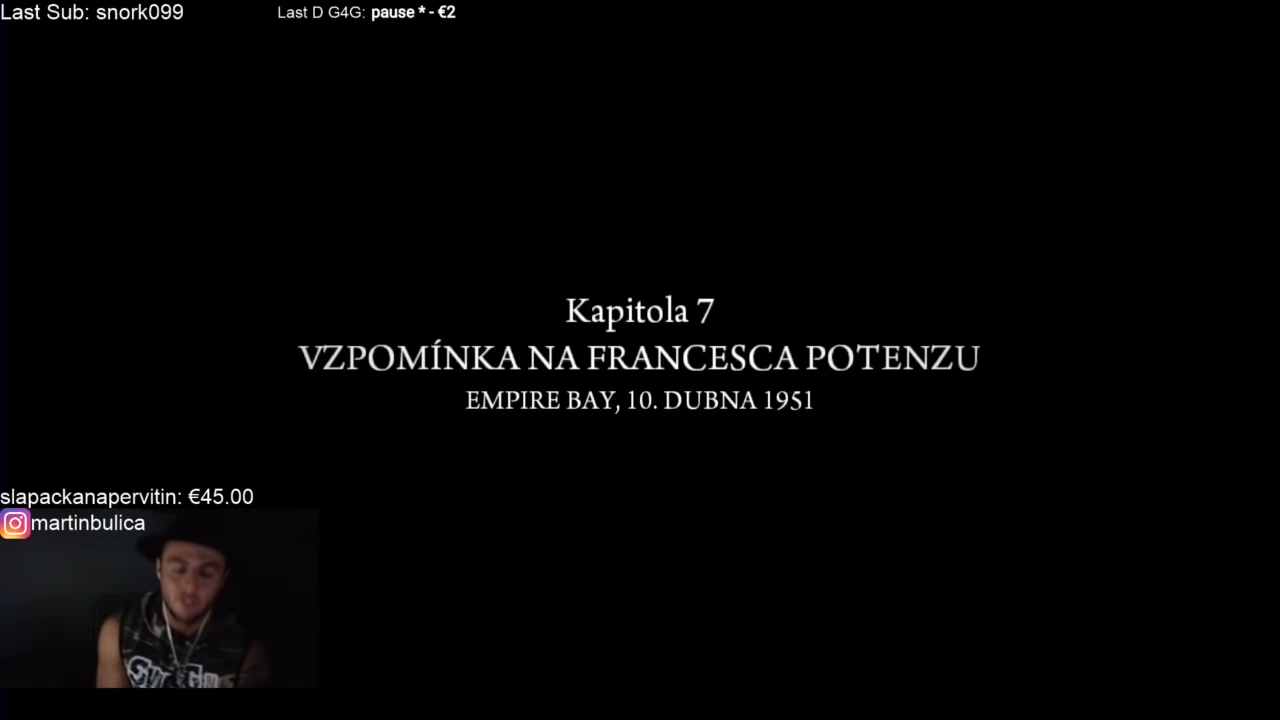 Last Sub: snork099
Last D G4G: pause * - €2
Kapitola 7
VZPOMÍNKA NA FRANCESCA POTENZU
EMPIRE BAY, 10. DUBNA 1951
slapackanapervitin: €45.00
martinbulica